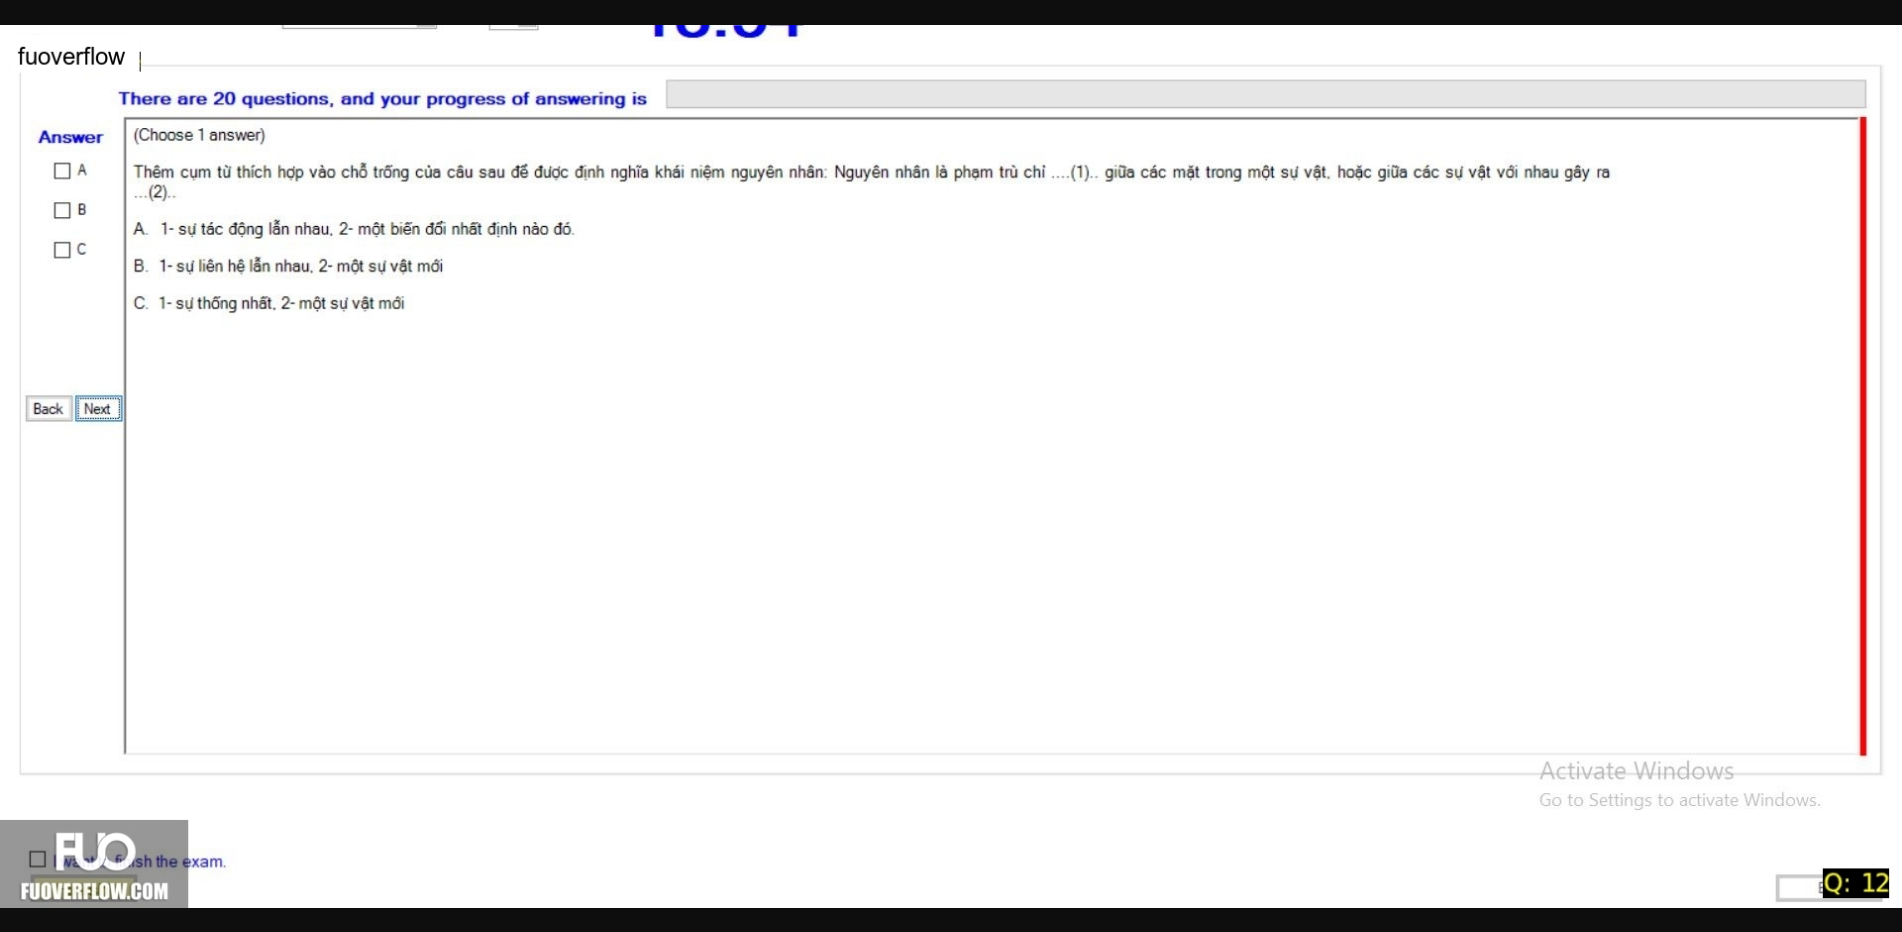 fuoverflow
There are 20 questions, and your progress of answering is
Answer
(Choose 1 answer)
A
Thêm cụm từ thích hợp vào chỗ trống của câu sau để được định nghĩa khái niệm nguyên nhân: Nguyên nhân là phạm trù chỉ ....(1).. giữa các mặt trong một sự vật, hoặc giữa các sự vật với nhau gây ra
...(2)..
B
A. 1- sự tác động lẫn nhau, 2- một biến đổi nhất định nào đó.
C
B. 1- sự liên hệ lẫn nhau, 2- một sự vật mới
C. 1- sự thống nhất, 2- một sự vật mới
Back Next
Activate Windows
Go to Settings to activate Windows.
FUO
I want finish the exam.
FUOVERFLOW.COM
Q: 12